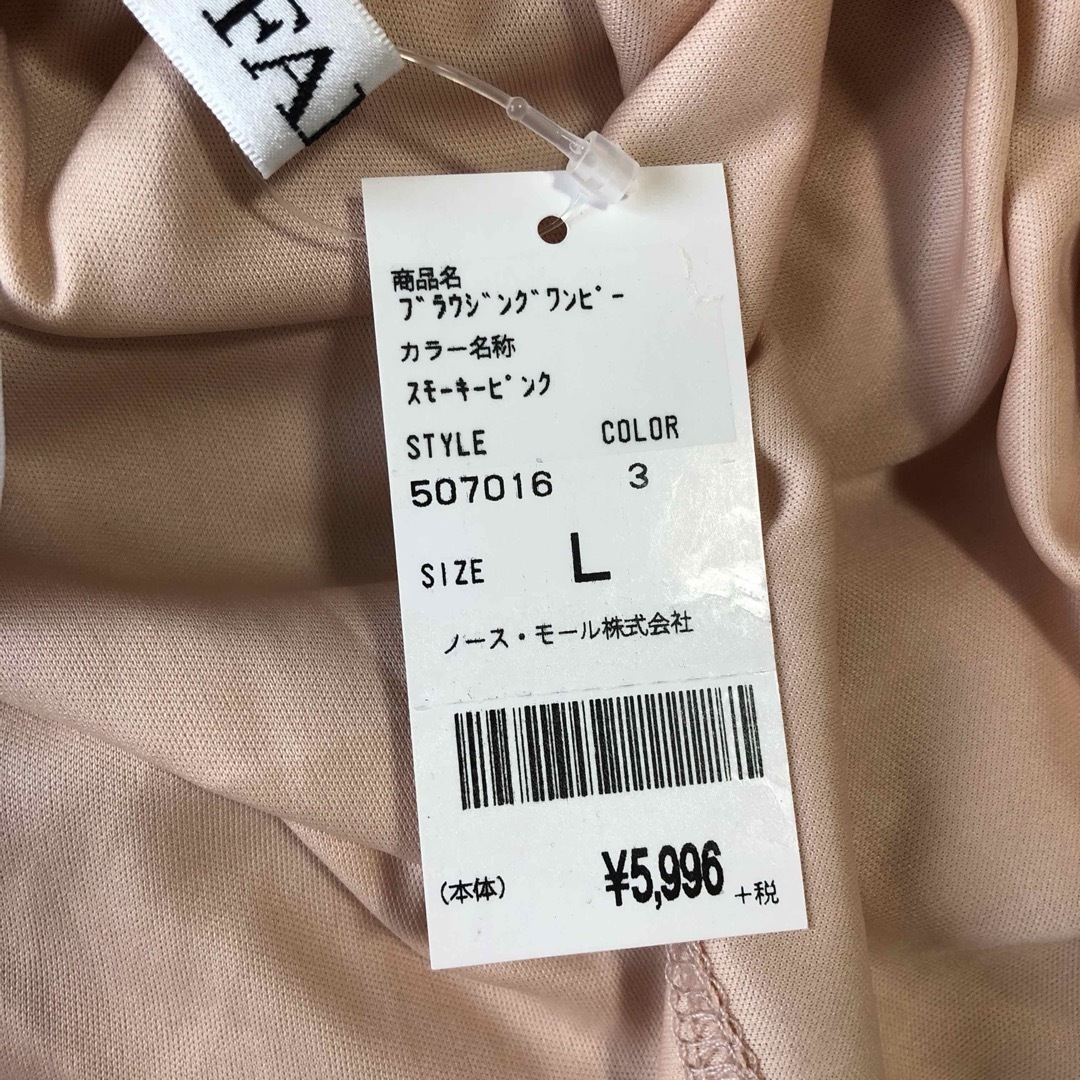 FA
商品名
ﾌﾞﾗｳｼﾞﾝｸﾞﾜﾝﾋﾟｰ
カラー名称
ｽﾓｰｷｰﾋﾟﾝｸ
STYLE COLOR
507016 3
SIZE L
ノース・モール株式会社
(本体) ¥5,996 +税